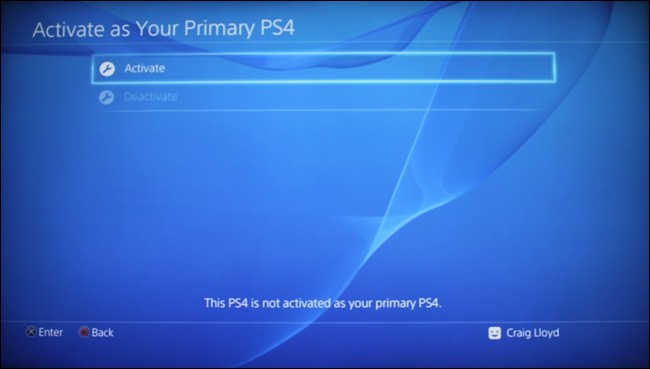 Activate as Your Primary PS4
Activate
Deactivate
This PS4 is not activated as your primary PS4.
Enter Back Craig Lloyd